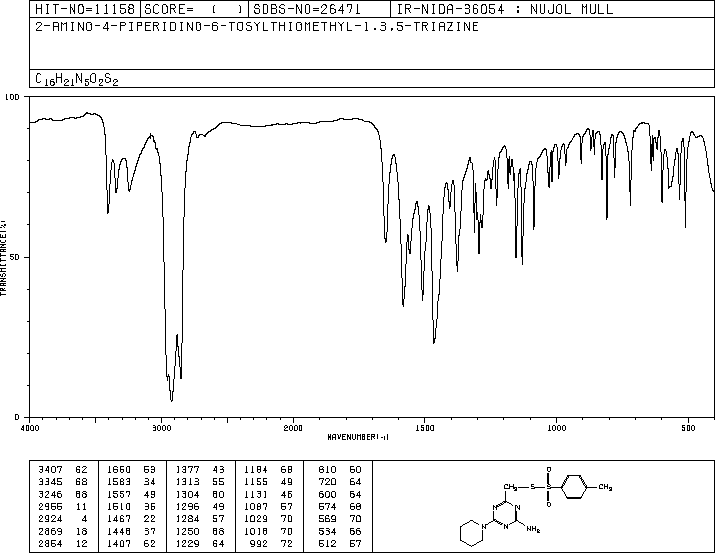 HIT-NO=11158 SCORE= ( ) SDBS-NO=26471 IR-NIDA-36054 : NUJOL MULL
2-AMINO-4-PIPERIDINO-6-TOSYLTHIOMETHYL-1,3,5-TRIAZINE
C16H21N5O2S2
100
50
0
TRANSMITTANCE(%)
4000 3000 2000 1500 1000 500
WAVENUMBER(-1)
3407 62 1650 53 1377 43 1184 68 810 60
3345 68 1583 34 1313 55 1155 49 720 64
3246 68 1557 49 1304 60 1131 46 600 64
2955 11 1510 36 1296 49 1087 57 574 68
2924 4 1467 22 1284 57 1029 70 569 70
2869 18 1448 37 1250 68 1018 70 534 66
2854 12 1407 62 1229 64 992 72 512 57
CH2 S S O O CH3
N N N N NH2